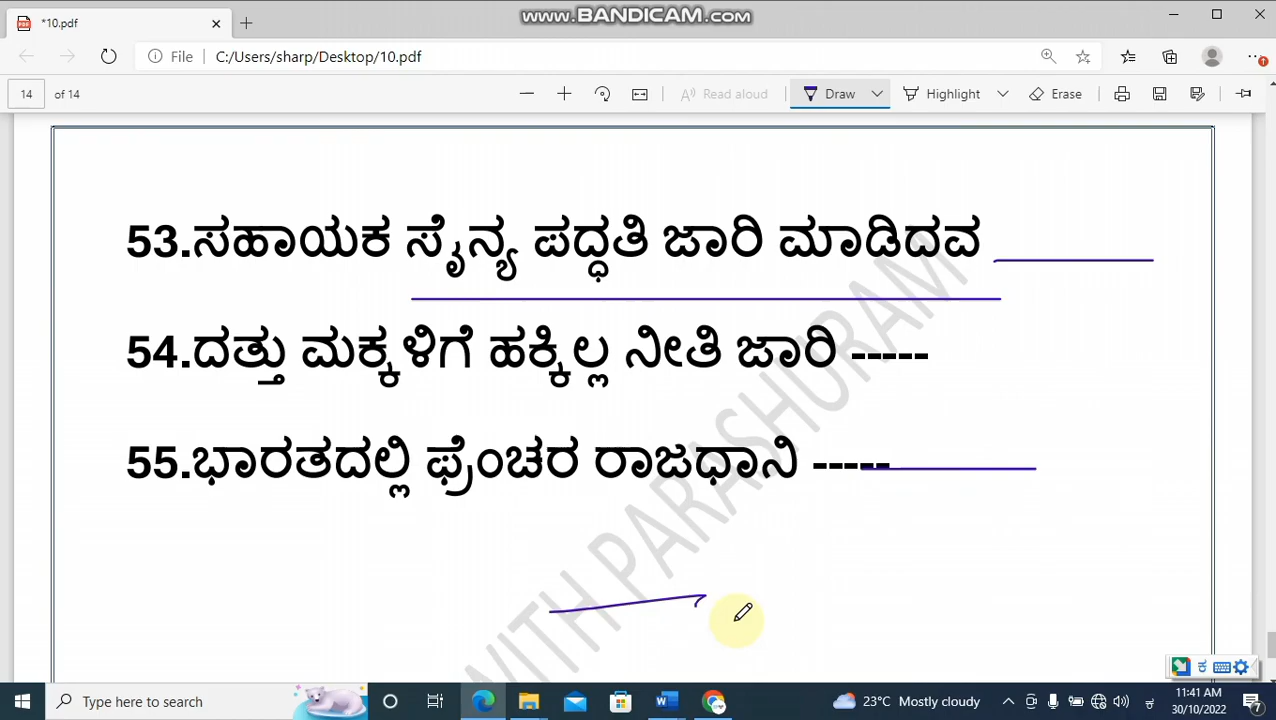 www.BANDICAM.com
*10.pdf
File C:/Users/sharp/Desktop/10.pdf
14 of 14 Read aloud Draw Highlight Erase
53.ಸಹಾಯಕ ಸೈನ್ಯ ಪದ್ಧತಿ ಜಾರಿ ಮಾಡಿದವ
54.ದತ್ತು ಮಕ್ಕಳಿಗೆ ಹಕ್ಕಿಲ್ಲ ನೀತಿ ಜಾರಿ -----
55.ಭಾರತದಲ್ಲಿ ಫ್ರೆಂಚರ ರಾಜಧಾನಿ -----
WITH PARASHURAM
Type here to search 23°C Mostly cloudy 11:41 AM
30/10/2022